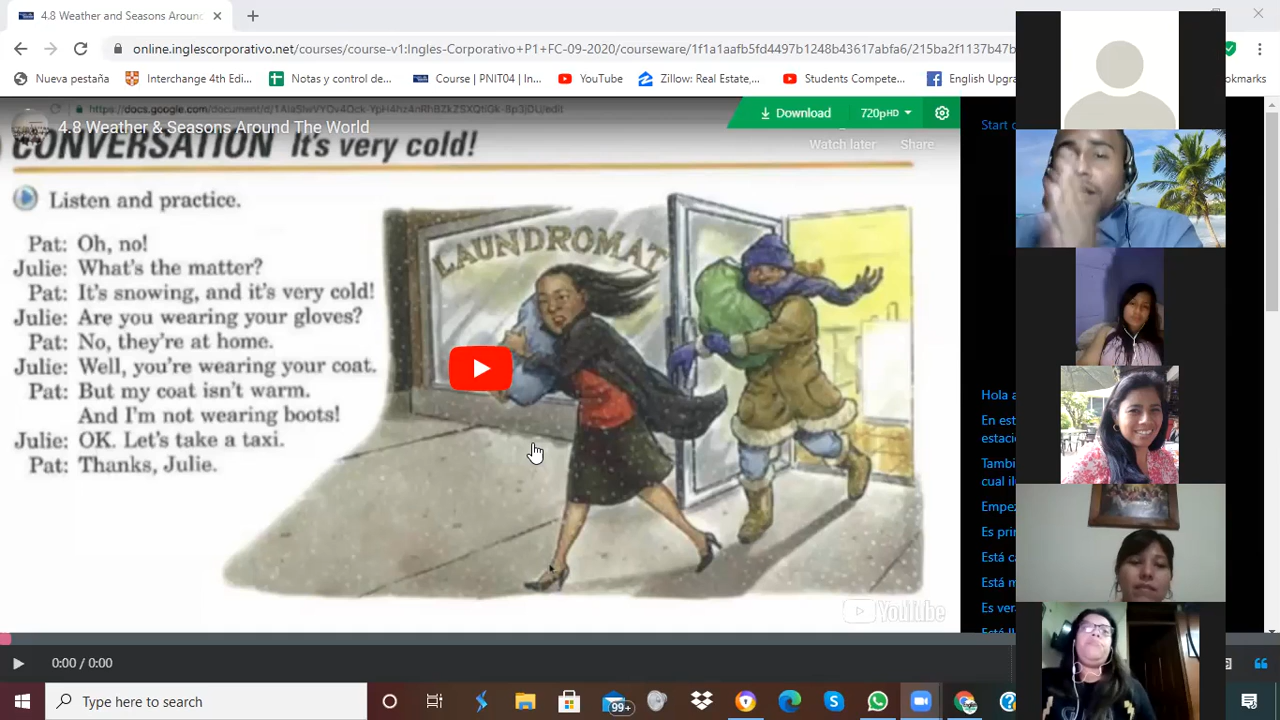 4.8 Weather and Seasons Aroun
online.inglescorporativo.net/courses/course-v1:Ingles-Corporativo+P1+FC-09-2020/courseware/1f1a1aafb5fd4497b1248b43617abfa6/215ba2f1137b47b
Nueva pestaña
Interchange 4th Edi...
Notas y control de...
Course | PNIT04 | In...
YouTube
Zillow: Real Estate,...
Students Compete...
English Upgra
okmarks
4.8 Weather & Seasons Around The World
Download
720pHD
Start
Watch later
Share
CONVERSATION It's very cold!
Listen and practice.
Pat: Oh, no!
Julie: What's the matter?
Pat: It's snowing, and it's very cold!
Julie: Are you wearing your gloves?
Pat: No, they're at home.
Julie: Well, you're wearing your coat.
Pat: But my coat isn't warm.
And I'm not wearing boots!
Julie: OK. Let's take a taxi.
Pat: Thanks, Julie.
LAUNDROMAT
Hola a
En est
estaci
Tambi
cual il
Empez
Es pri
Está c
Está m
Es ver
YouTube
0:00 / 0:00
Type here to search
99+